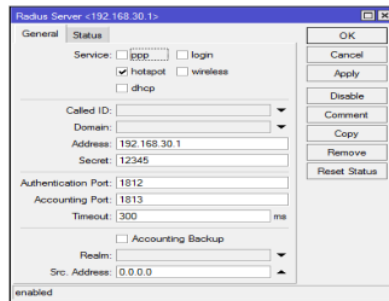 Radius Server <192.168.30.1>
General Status
OK
Service: ppp login
Cancel
hotspot wireless
Apply
dhcp
Disable
Called ID:
Comment
Domain:
Copy
Address: 192.168.30.1
Remove
Secret: 12345
Reset Status
Authentication Port: 1812
Accounting Port: 1813
Timeout: 300 ms
Accounting Backup
Realm:
Src. Address: 0.0.0.0
enabled